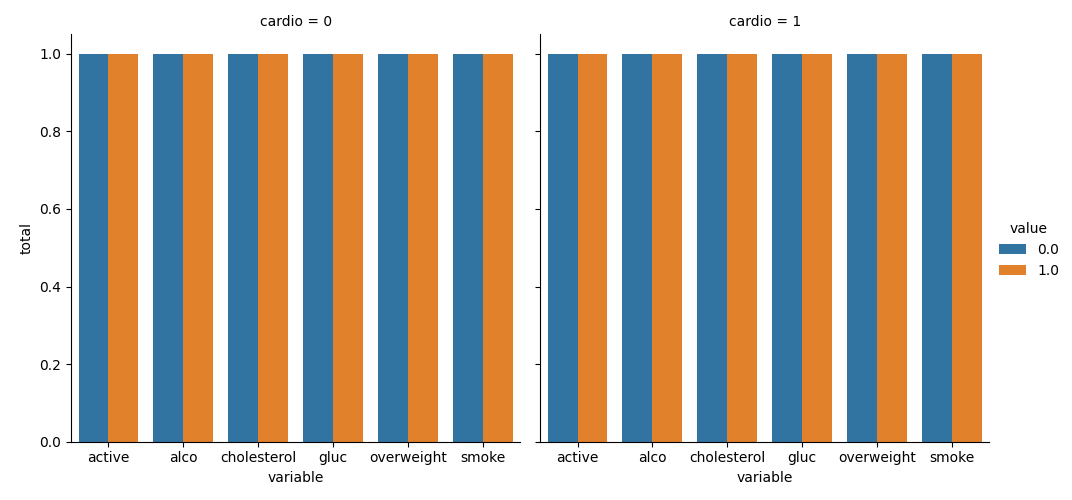 cardio = 0
cardio = 1
total
1.0
0.8
0.6
0.4
0.2
0.0
active alco cholesterol gluc overweight smoke
variable
active alco cholesterol gluc overweight smoke
variable
value
0.0
1.0